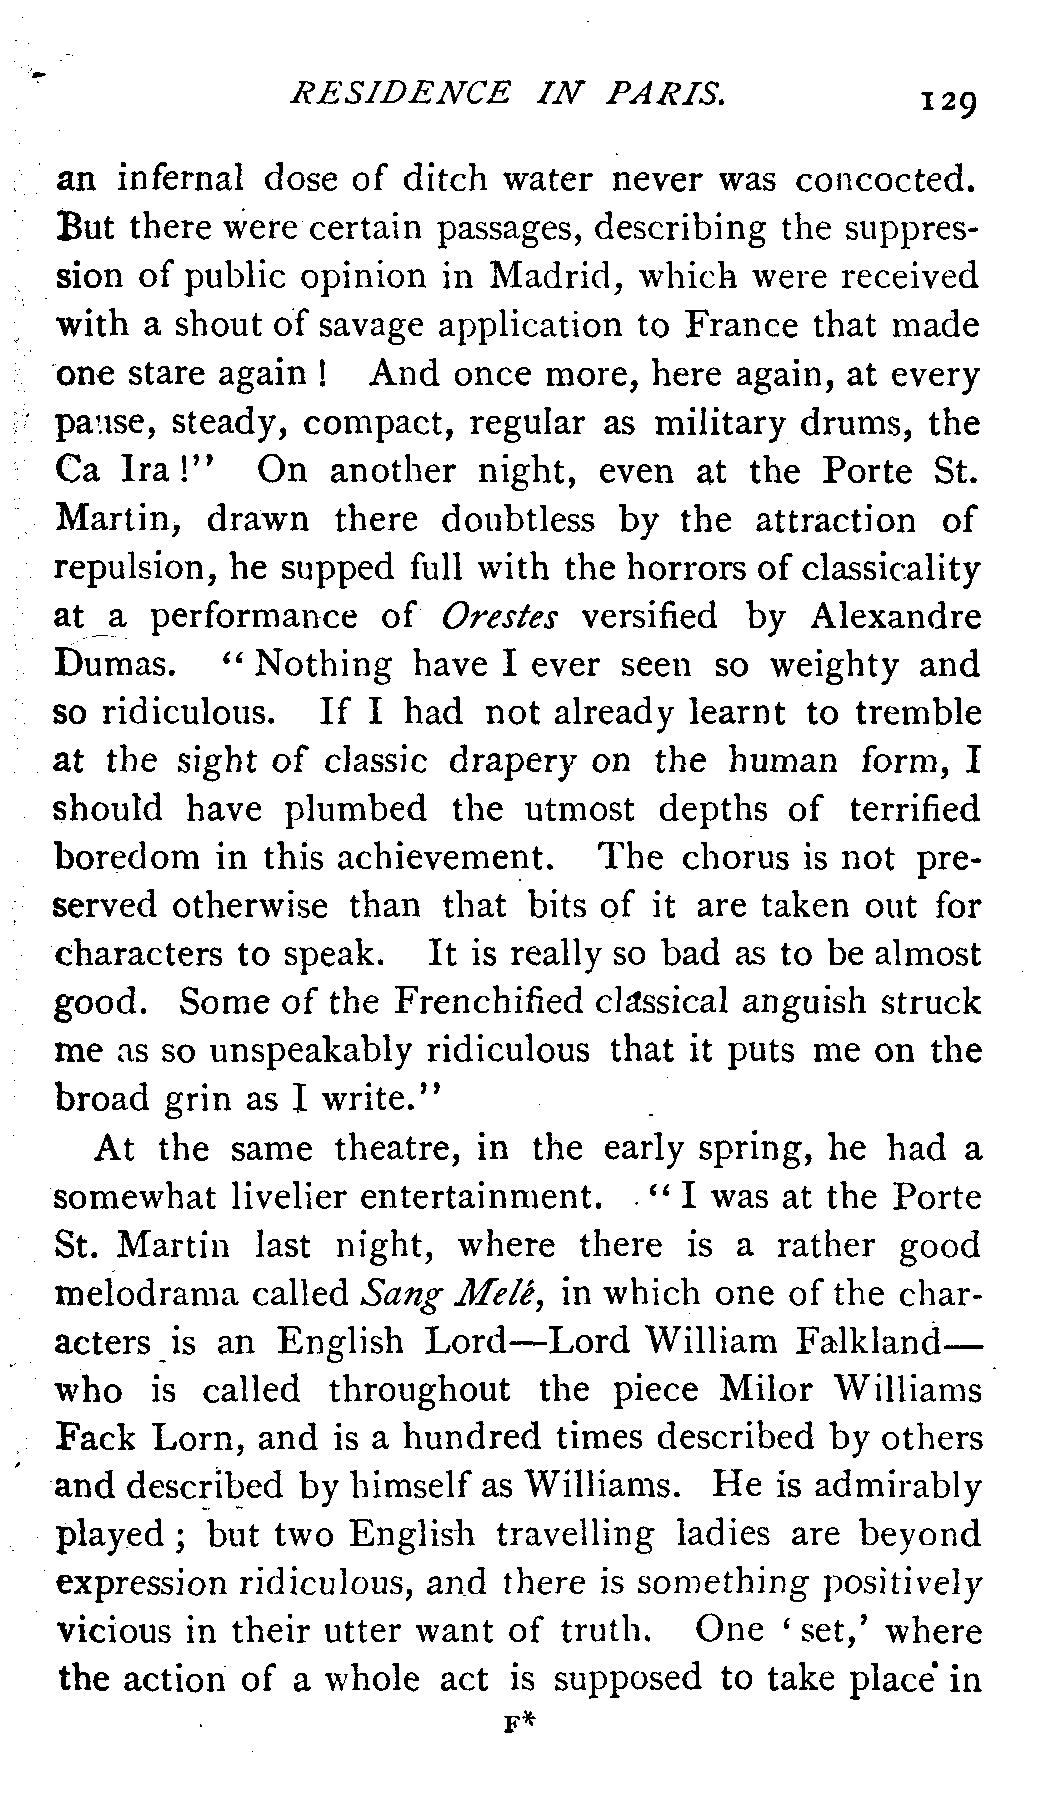 RESIDENCE IN PARIS. 129
an infernal dose of ditch water never was concocted.
But there were certain passages, describing the suppres-
sion of public opinion in Madrid, which were received
with a shout of savage application to France that made
one stare again ! And once more, here again, at every
pause, steady, compact, regular as military drums, the
Ca Ira !" On another night, even at the Porte St.
Martin, drawn there doubtless by the attraction of
repulsion, he supped full with the horrors of classicality
at a performance of Orestes versified by Alexandre
Dumas. "Nothing have I ever seen so weighty and
so ridiculous. If I had not already learnt to tremble
at the sight of classic drapery on the human form, I
should have plumbed the utmost depths of terrified
boredom in this achievement. The chorus is not pre-
served otherwise than that bits of it are taken out for
characters to speak. It is really so bad as to be almost
good. Some of the Frenchified classical anguish struck
me as so unspeakably ridiculous that it puts me on the
broad grin as I write."
At the same theatre, in the early spring, he had a
somewhat livelier entertainment. "I was at the Porte
St. Martin last night, where there is a rather good
melodrama called Sang Melé, in which one of the char-
acters is an English Lord—Lord William Falkland—
who is called throughout the piece Milor Williams
Fack Lorn, and is a hundred times described by others
and described by himself as Williams. He is admirably
played ; but two English travelling ladies are beyond
expression ridiculous, and there is something positively
vicious in their utter want of truth. One 'set,' where
the action of a whole act is supposed to take place in
F*